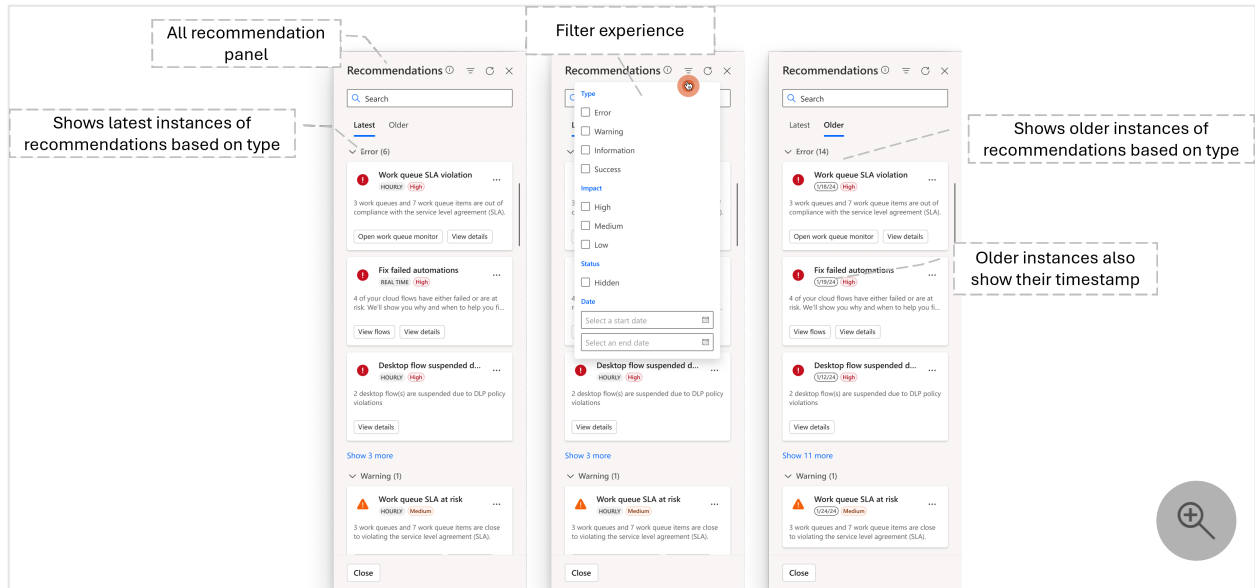 All recommendation
panel
Filter experience
Shows latest instances of
recommendations based on type
Shows older instances of
recommendations based on type
Older instances also
show their timestamp
Recommendations
Search
Latest Older
Error (6)
Work queue SLA violation
HOURLY High
3 work queues and 7 work queue items are out of
compliance with the service level agreement (SLA).
Open work queue monitor View details
Fix failed automations
REAL TIME High
4 of your cloud flows have either failed or are at
risk. We'll show you why and when to help you fi...
View flows View details
Desktop flow suspended d...
HOURLY High
2 desktop flow(s) are suspended due to DLP policy
violations
View details
Show 3 more
Warning (1)
Work queue SLA at risk
HOURLY Medium
3 work queues and 7 work queue items are close
to violating the service level agreement (SLA).
Close
Recommendations
Type
Error
Warning
Information
Success
Impact
High
Medium
Low
Status
Hidden
Date
Select a start date
Select an end date
Desktop flow suspended d...
HOURLY High
2 desktop flow(s) are suspended due to DLP policy
violations
View details
Show 3 more
Warning (1)
Work queue SLA at risk
HOURLY Medium
3 work queues and 7 work queue items are close
to violating the service level agreement (SLA).
Close
Recommendations
Search
Latest Older
Error (14)
Work queue SLA violation
1/18/24 High
3 work queues and 7 work queue items are out of
compliance with the service level agreement (SLA).
Open work queue monitor View details
Fix failed automations
1/19/24 High
4 of your cloud flows have either failed or are at
risk. We'll show you why and when to help you fi...
View flows View details
Desktop flow suspended d...
1/12/24 High
2 desktop flow(s) are suspended due to DLP policy
violations
View details
Show 11 more
Warning (1)
Work queue SLA at risk
1/24/24 Medium
3 work queues and 7 work queue items are close
to violating the service level agreement (SLA).
Close